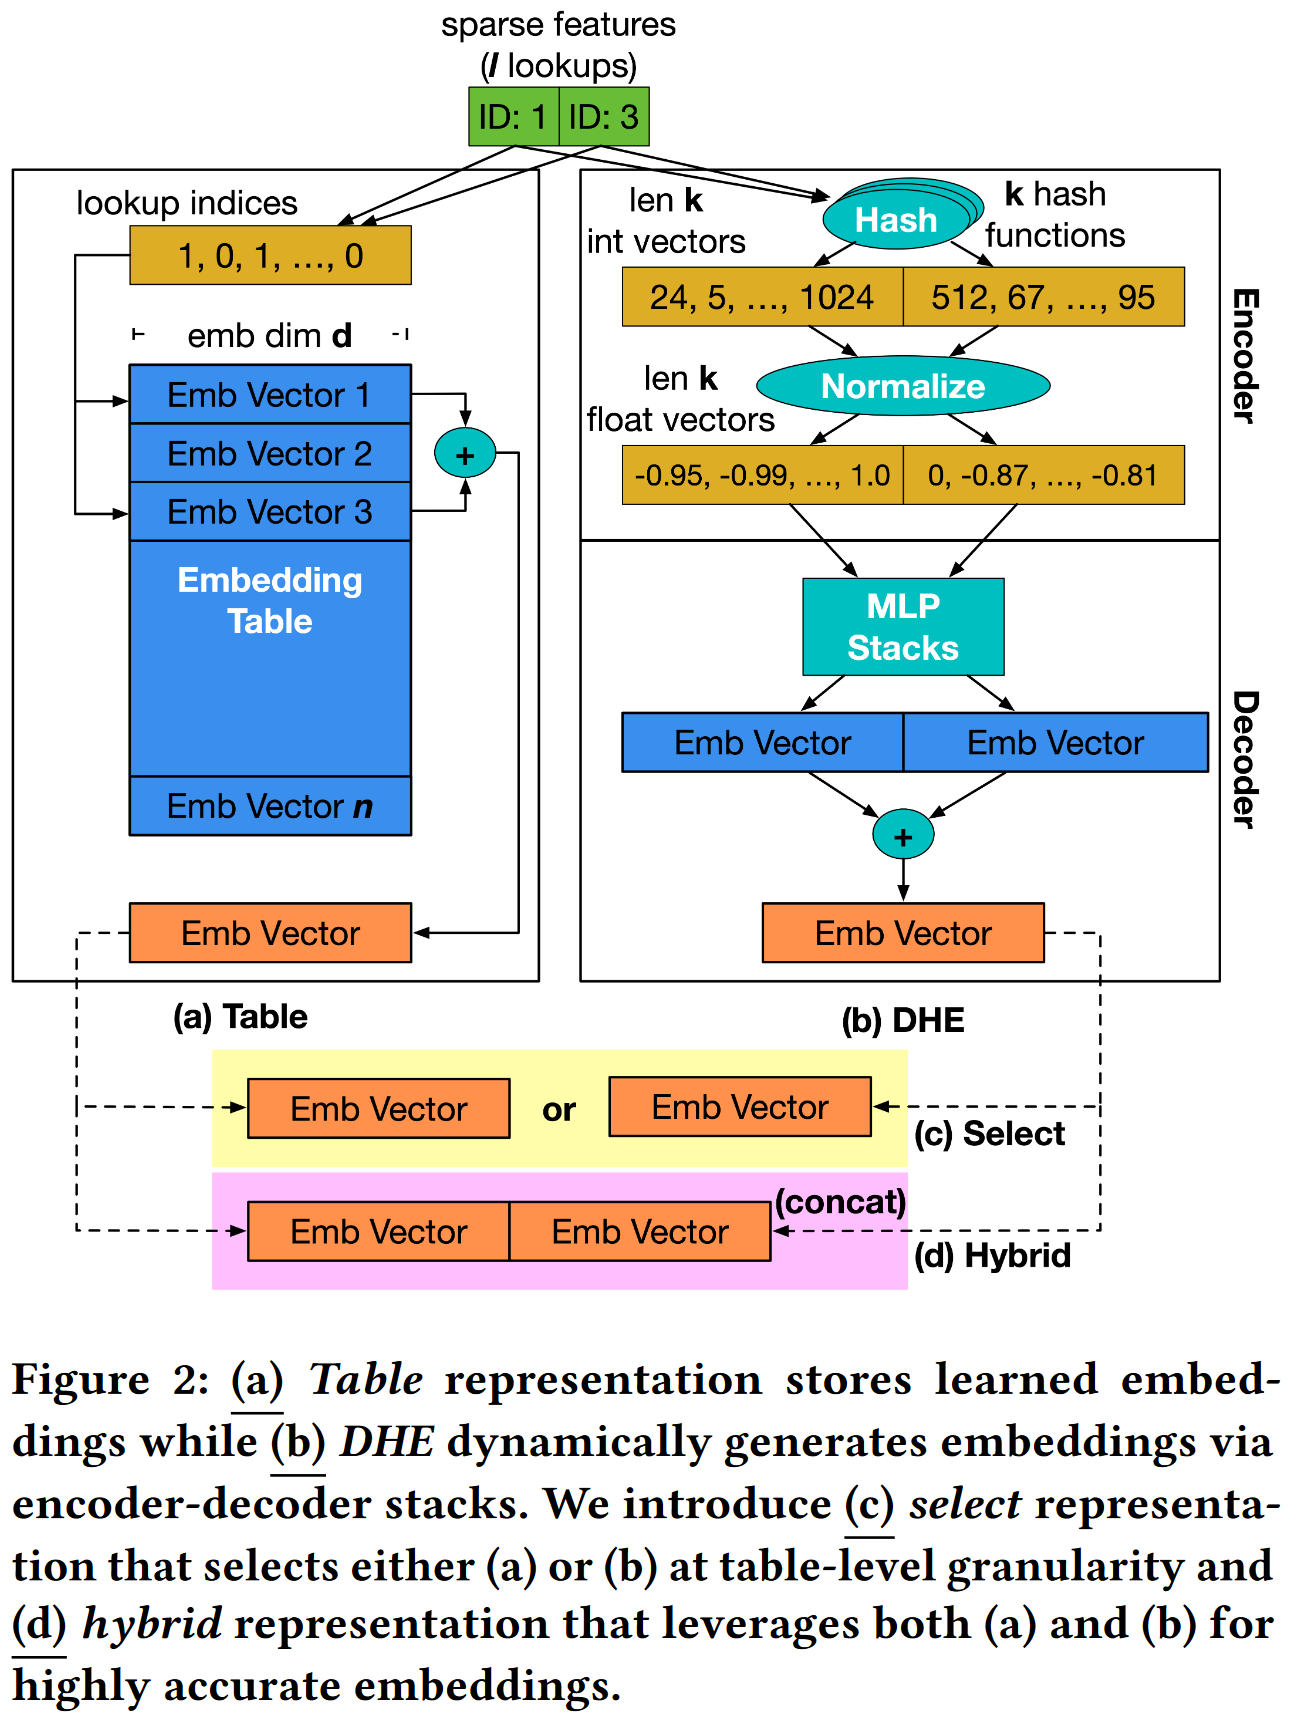 sparse features
(l lookups)
ID: 1 ID: 3
lookup indices
1, 0, 1, ..., 0
emb dim d
Emb Vector 1
Emb Vector 2
Emb Vector 3
+
Embedding
Table
Emb Vector n
Emb Vector
(a) Table
len k
int vectors
Hash
k hash
functions
24, 5, ..., 1024
512, 67, ..., 95
Normalize
len k
float vectors
-0.95, -0.99, ..., 1.0
0, -0.87, ..., -0.81
Encoder
MLP
Stacks
Emb Vector
Emb Vector
+
Emb Vector
Decoder
(b) DHE
Emb Vector or Emb Vector
(c) Select
Emb Vector Emb Vector
(concat)
(d) Hybrid
Figure 2: (a) Table representation stores learned embed-
dings while (b) DHE dynamically generates embeddings via
encoder-decoder stacks. We introduce (c) select representa-
tion that selects either (a) or (b) at table-level granularity and
(d) hybrid representation that leverages both (a) and (b) for
highly accurate embeddings.